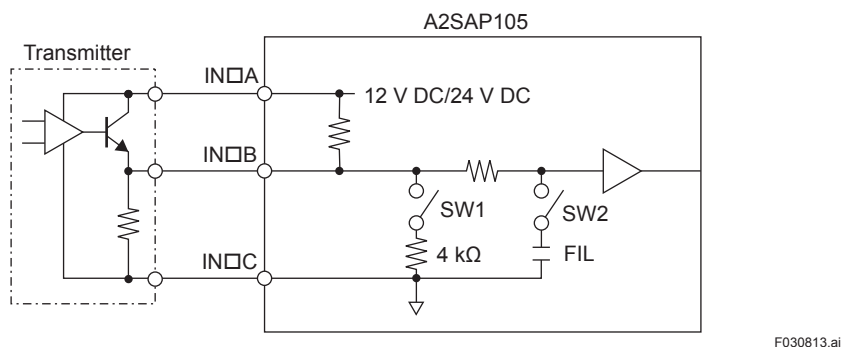 A2SAP105
Transmitter
IN□A
12 V DC/24 V DC
IN□B
SW1
SW2
4 kΩ
FIL
IN□C
F030813.ai